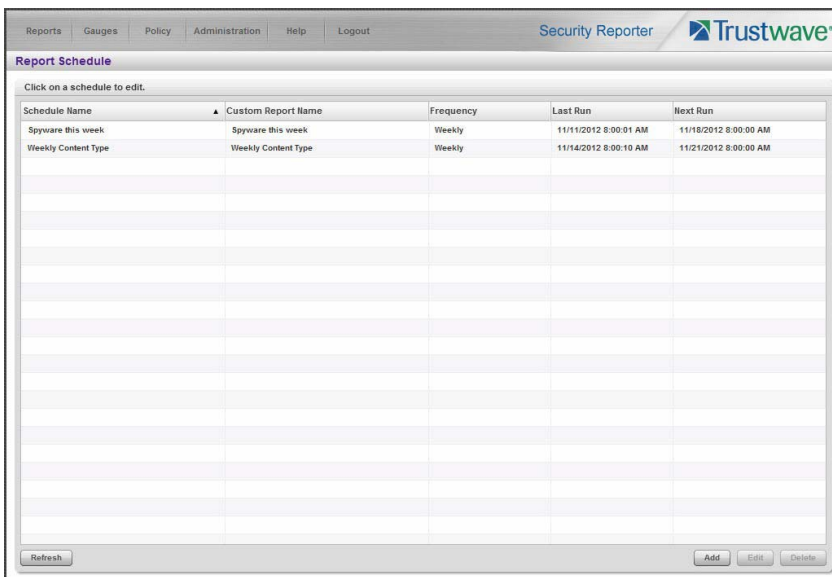 Reports Gauges Policy Administration Help Logout Security Reporter Trustwave®
Report Schedule
Click on a schedule to edit.
Schedule Name ▲ Custom Report Name Frequency Last Run Next Run
Spyware this week Spyware this week Weekly 11/11/2012 8:00:01 AM 11/18/2012 8:00:00 AM
Weekly Content Type Weekly Content Type Weekly 11/14/2012 8:00:10 AM 11/21/2012 8:00:00 AM
Refresh Add Edit Delete